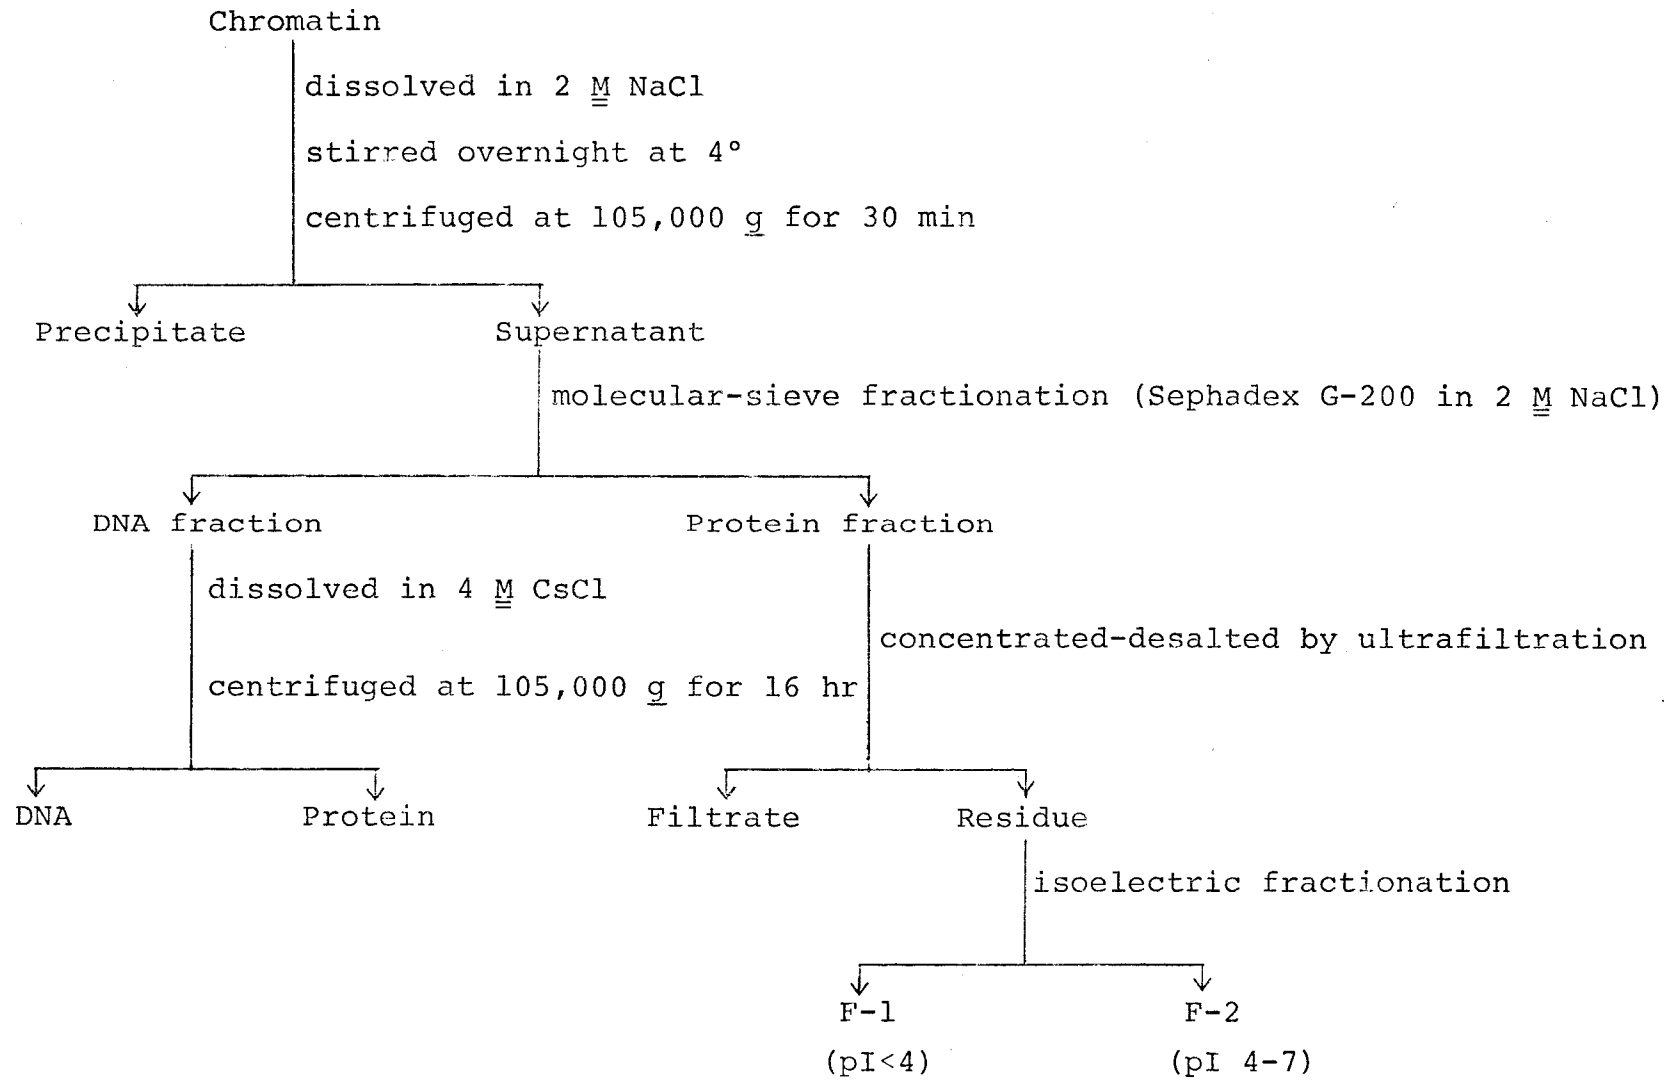 Chromatin
dissolved in 2 M NaCl
stirred overnight at 4°
centrifuged at 105,000 g for 30 min
Precipitate
Supernatant
molecular-sieve fractionation (Sephadex G-200 in 2 M NaCl)
DNA fraction
Protein fraction
dissolved in 4 M CsCl
concentrated-desalted by ultrafiltration
centrifuged at 105,000 g for 16 hr
DNA
Protein
Filtrate
Residue
isoelectric fractionation
F-1
F-2
(pI<4)
(pI 4-7)